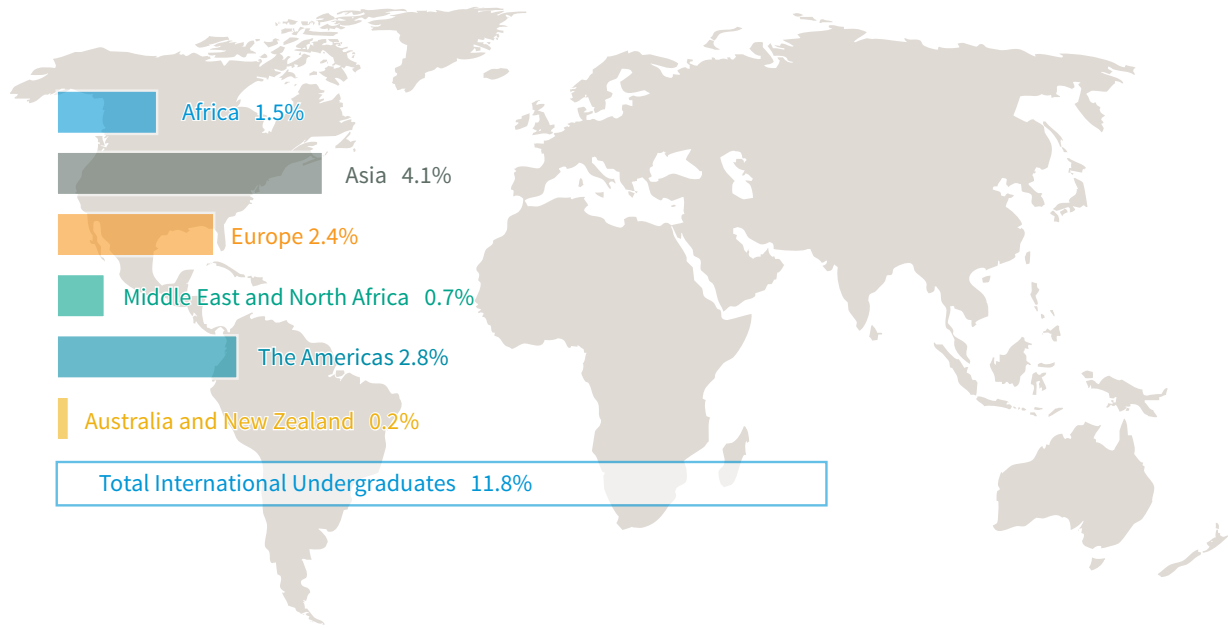 Africa 1.5%
Asia 4.1%
Europe 2.4%
Middle East and North Africa 0.7%
The Americas 2.8%
Australia and New Zealand 0.2%
Total International Undergraduates 11.8%